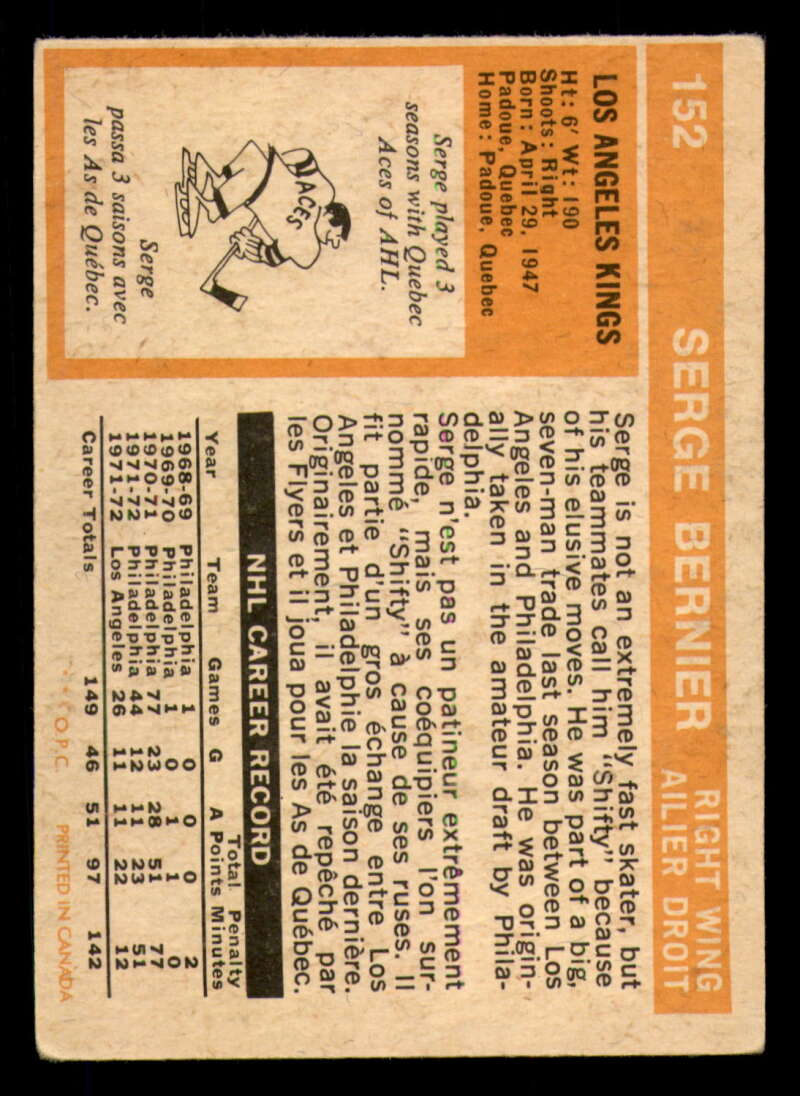 152 SERGE BERNIER RIGHT WING
AILIER DROIT
LOS ANGELES KINGS
Ht: 6' Wt: 190
Shoots: Right
Born: April 29, 1947
Padoue, Quebec
Home: Padoue, Quebec
Serge played 3
seasons with Quebec
Aces of AHL.
ACES
Serge
passa 3 saisons avec
les As de Québec.
Serge is not an extremely fast skater, but
his teammates call him "Shifty" because
of his elusive moves. He was part of a big,
seven-man trade last season between Los
Angeles and Philadelphia. He was origin-
ally taken in the amateur draft by Phila-
delphia.
Serge n'est pas un patineur extrêmement
rapide, mais ses coéquipiers l'on sur-
nommé "Shifty" à cause de ses ruses. Il
fit partie d'un gros échange entre Los
Angeles et Philadelphie la saison dernière.
Originairement, il avait été repêché par
les Flyers et il joua pour les As de Québec.
NHL CAREER RECORD
Total Penalty
Year Team Games G A Points Minutes
1968-69 Philadelphia 1 0 0 0 2
1969-70 Philadelphia 1 0 1 1 0
1970-71 Philadelphia 77 23 28 51 77
1971-72 Philadelphia 44 12 11 23 51
1971-72 Los Angeles 26 11 11 22 12
Career Totals 149 46 51 97 142
* * O.P.C. PRINTED IN CANADA